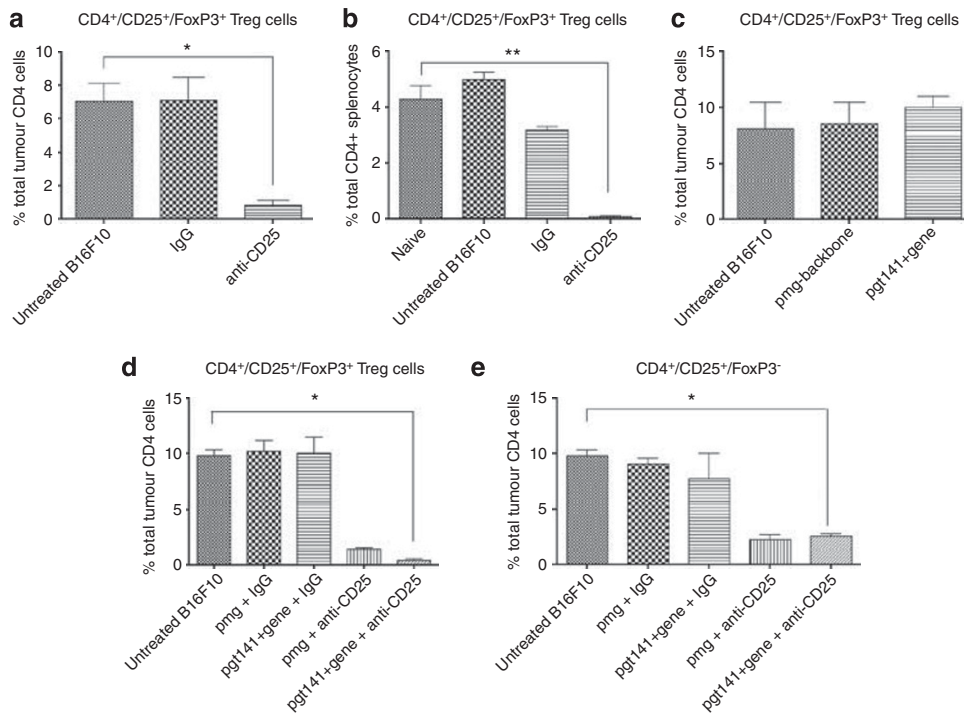 a
CD4⁺/CD25⁺/FoxP3⁺ Treg cells
% total tumour CD4 cells
10
8
6
4
2
0
*
Untreated B16F10
IgG
anti-CD25
b
CD4⁺/CD25⁺/FoxP3⁺ Treg cells
% total CD4+ splenocytes
6
4
2
0
**
Naive
Untreated B16F10
IgG
anti-CD25
c
CD4⁺/CD25⁺/FoxP3⁺ Treg cells
% total tumour CD4 cells
15
10
5
0
Untreated B16F10
pmg-backbone
pgt141+gene
d
CD4⁺/CD25⁺/FoxP3⁺ Treg cells
% total tumour CD4 cells
15
10
5
0
*
Untreated B16F10
pmg + IgG
pgt141+gene + IgG
pmg + anti-CD25
pgt141+gene + anti-CD25
e
CD4⁺/CD25⁺/FoxP3⁻
% total tumour CD4 cells
15
10
5
0
*
Untreated B16F10
pmg + IgG
pgt141+gene + IgG
pmg + anti-CD25
pgt141+gene + anti-CD25